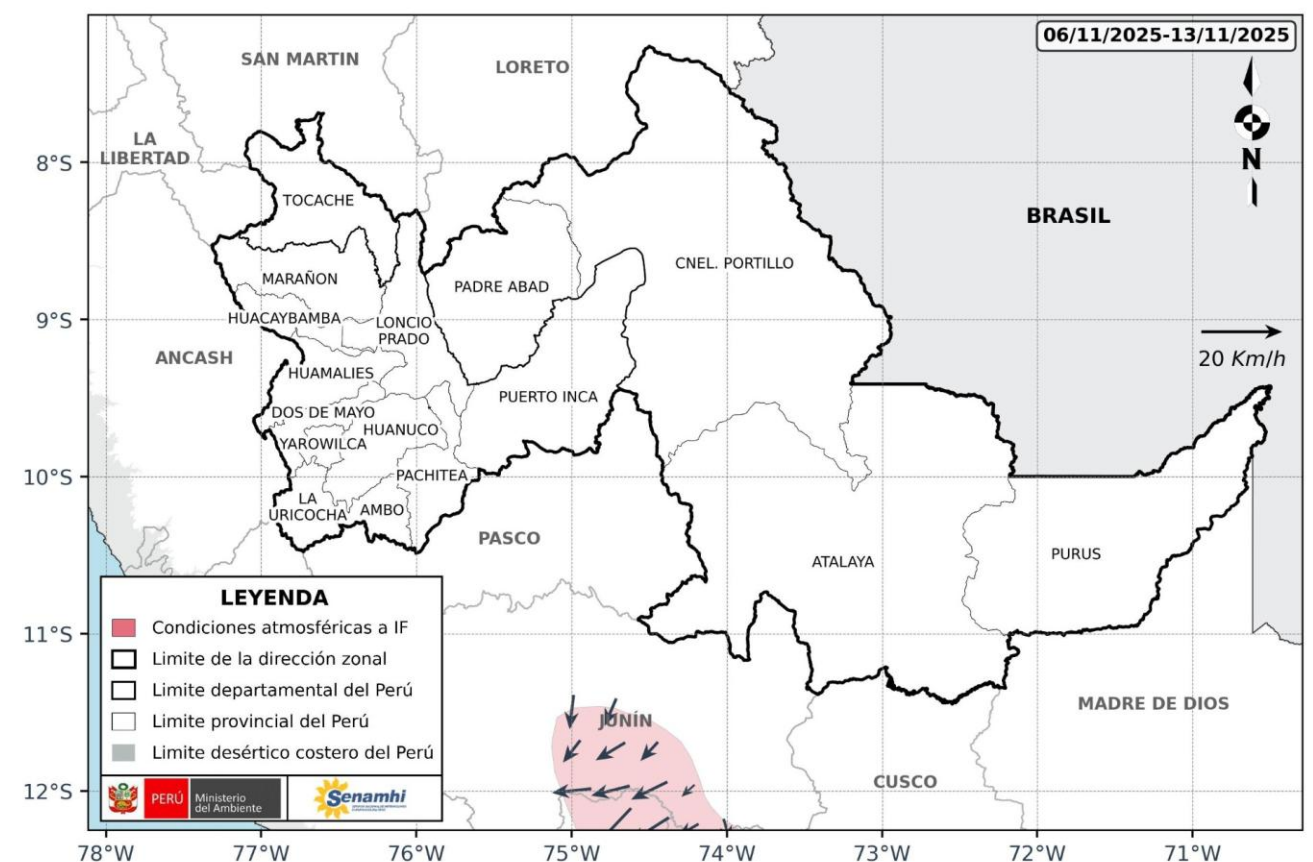 06/11/2025-13/11/2025
SAN MARTIN
LORETO
LA
LIBERTAD
N
8°S
TOCACHE
BRASIL
CNEL. PORTILLO
MARAÑON
PADRE ABAD
9°S
HUACAYBAMBA
LONCIO
PRADO
ANCASH
20 Km/h
HUAMALIES
PUERTO INCA
DOS DE MAYO
HUANUCO
YAROWILCA
10°S
PACHITEA
LA
URICOCHA
AMBO
PASCO
PURUS
ATALAYA
LEYENDA
Condiciones atmosféricas a IF
11°S
Limite de la dirección zonal
Limite departamental del Perú
MADRE DE DIOS
Limite provincial del Perú
JUNÍN
Limite desértico costero del Perú
CUSCO
12°S
PERÚ
Ministerio
del Ambiente
Senamhi
78°W
77°W
76°W
75°W
74°W
73°W
72°W
71°W